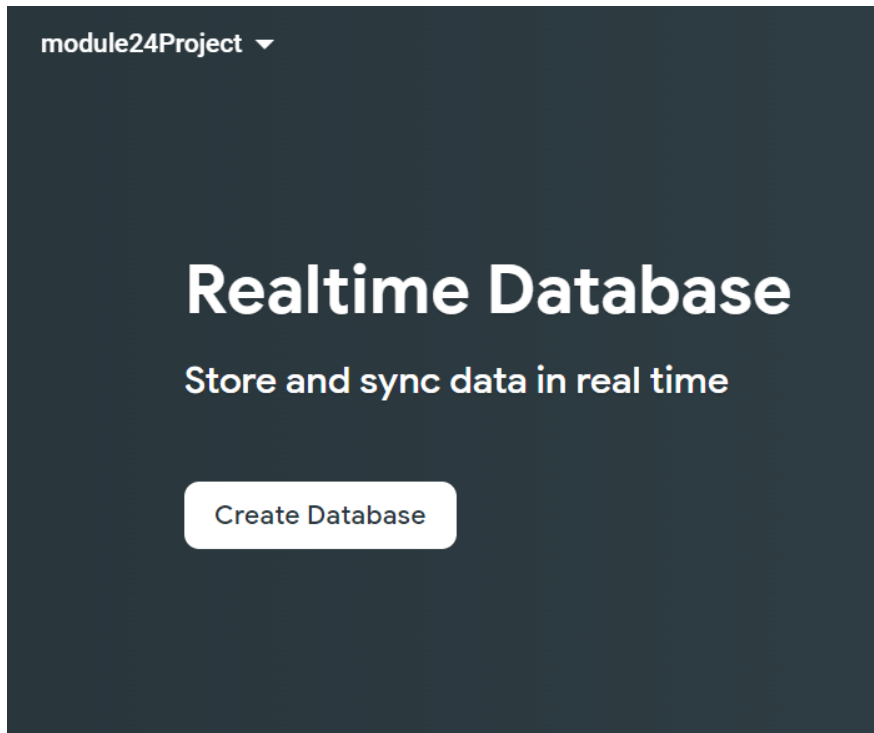 module24Project
Realtime Database
Store and sync data in real time
Create Database